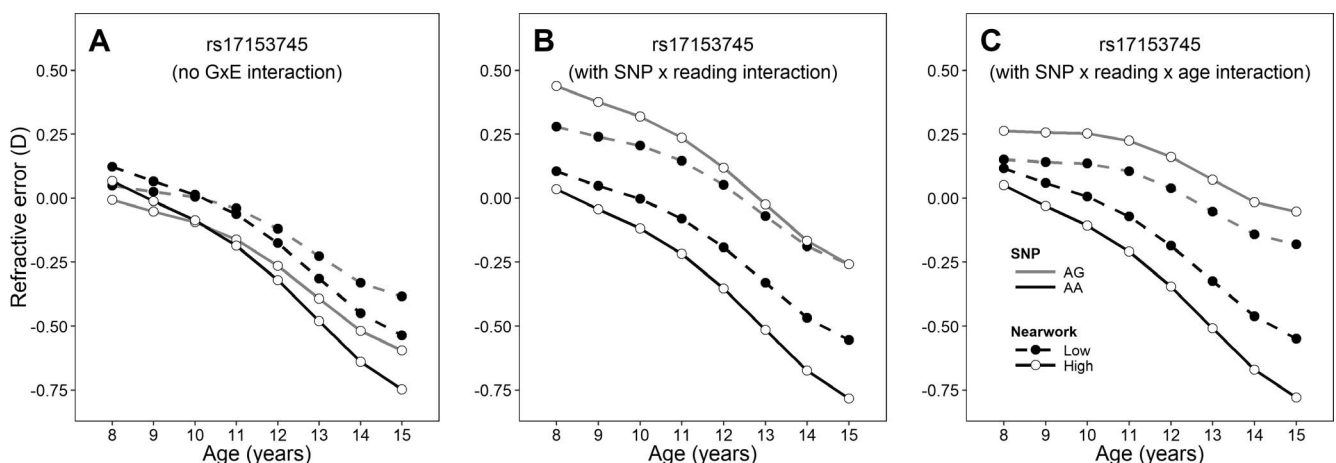 A
rs17153745
(no GxE interaction)
B
rs17153745
(with SNP x reading interaction)
C
rs17153745
(with SNP x reading x age interaction)
Refractive error (D)
0.50
0.25
0.00
-0.25
-0.50
-0.75
8 9 10 11 12 13 14 15
Age (years)
0.50
0.25
0.00
-0.25
-0.50
-0.75
8 9 10 11 12 13 14 15
Age (years)
0.50
0.25
0.00
-0.25
-0.50
-0.75
SNP
AG
AA
Nearwork
Low
High
8 9 10 11 12 13 14 15
Age (years)